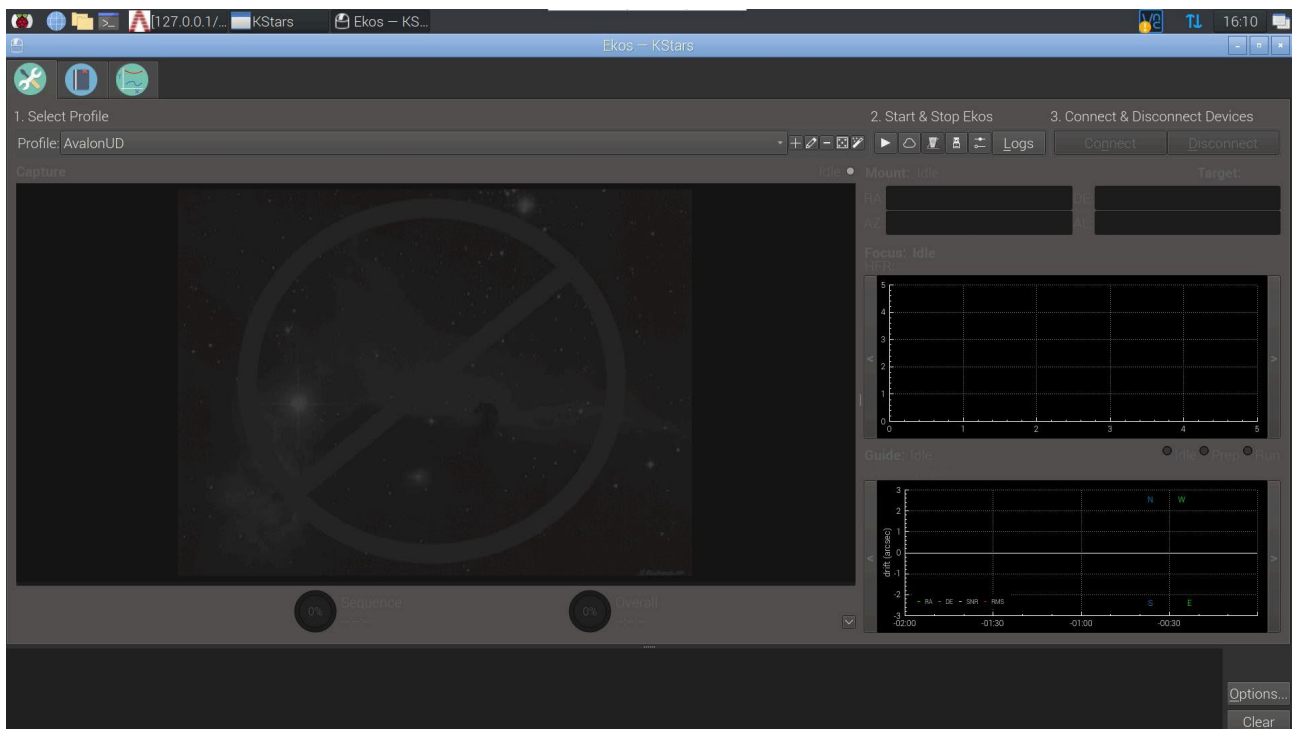 [127.0.0.1/... KStars Ekos — KS... 16:10
Ekos — KStars
1. Select Profile 2. Start & Stop Ekos 3. Connect & Disconnect Devices
Profile: AvalonUD Logs Connect Disconnect
Capture Idle Mount: Idle Target:
RA: DE:
AZ: AL:
Focus: Idle
HFR:
5
4
3
2
1
0
0 1 2 3 4 5
Guide: Idle Idle Prep Run
3 N W
2
1
0
-1
-2
-3
drift (arcsec)
RA DE SNR RMS S E
-02:00 -01:30 -01:00 -00:30
0% Sequence 0% Overall
--- ---
Options...
Clear